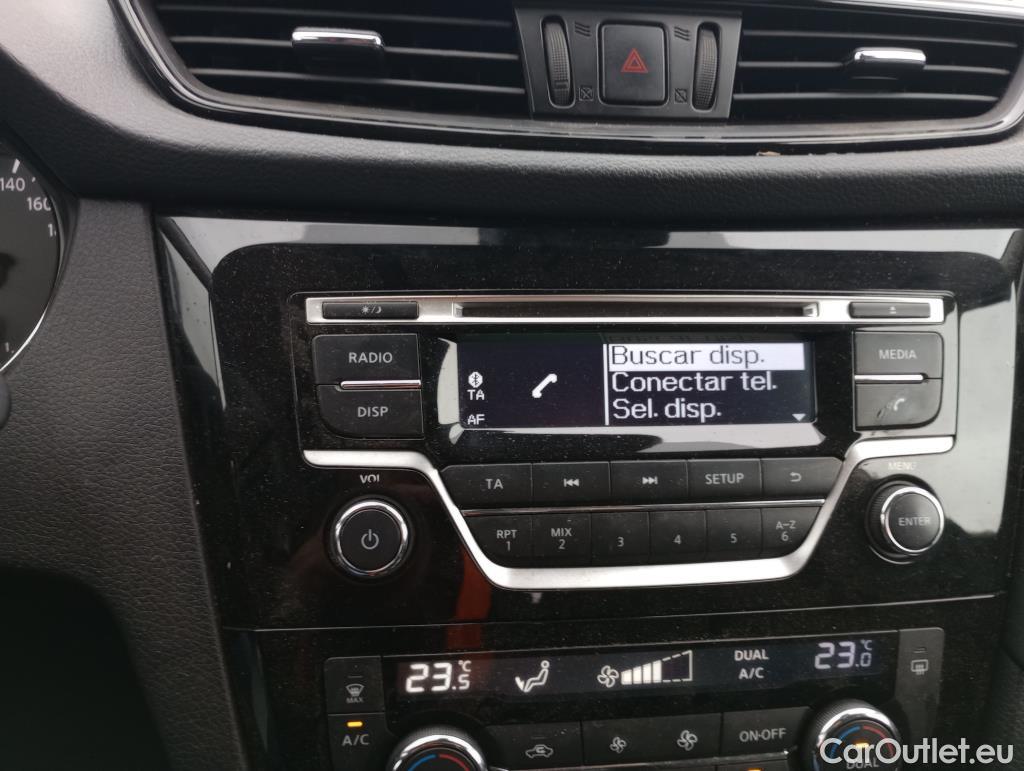 140
160
RADIO
MEDIA
DISP
TA
AF
Buscar disp.
Conectar tel.
Sel. disp.
VOL
MENU
TA
SETUP
RPT
1
MIX
2
3
4
5
A-Z
6
ENTER
23.5 °C
DUAL
A/C
23.0 °C
MAX
A/C
ON·OFF
DUAL
CarOutlet.eu